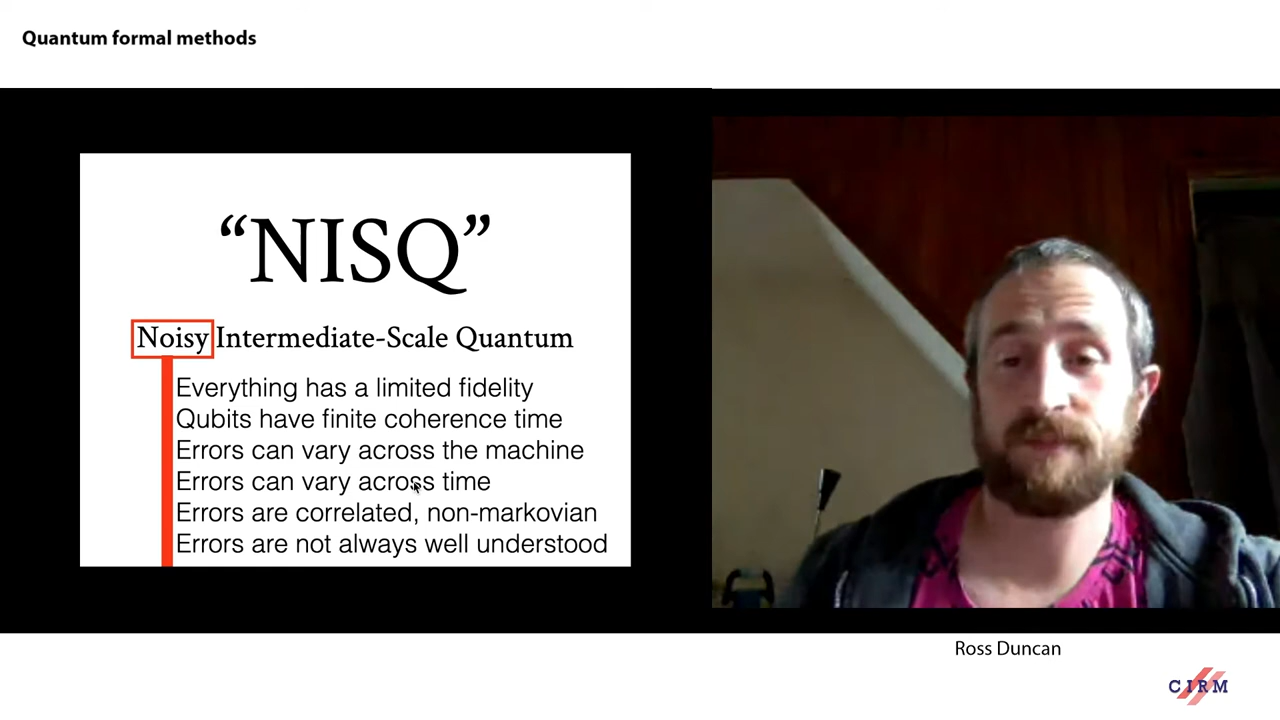 Quantum formal methods
“NISQ”
Noisy Intermediate-Scale Quantum
Everything has a limited fidelity
Qubits have finite coherence time
Errors can vary across the machine
Errors can vary across time
Errors are correlated, non-markovian
Errors are not always well understood
Ross Duncan
CIRM